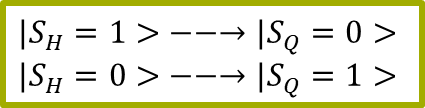 |S_H = 1 > −−→ |S_Q = 0 >
|S_H = 0 > −−→ |S_Q = 1 >